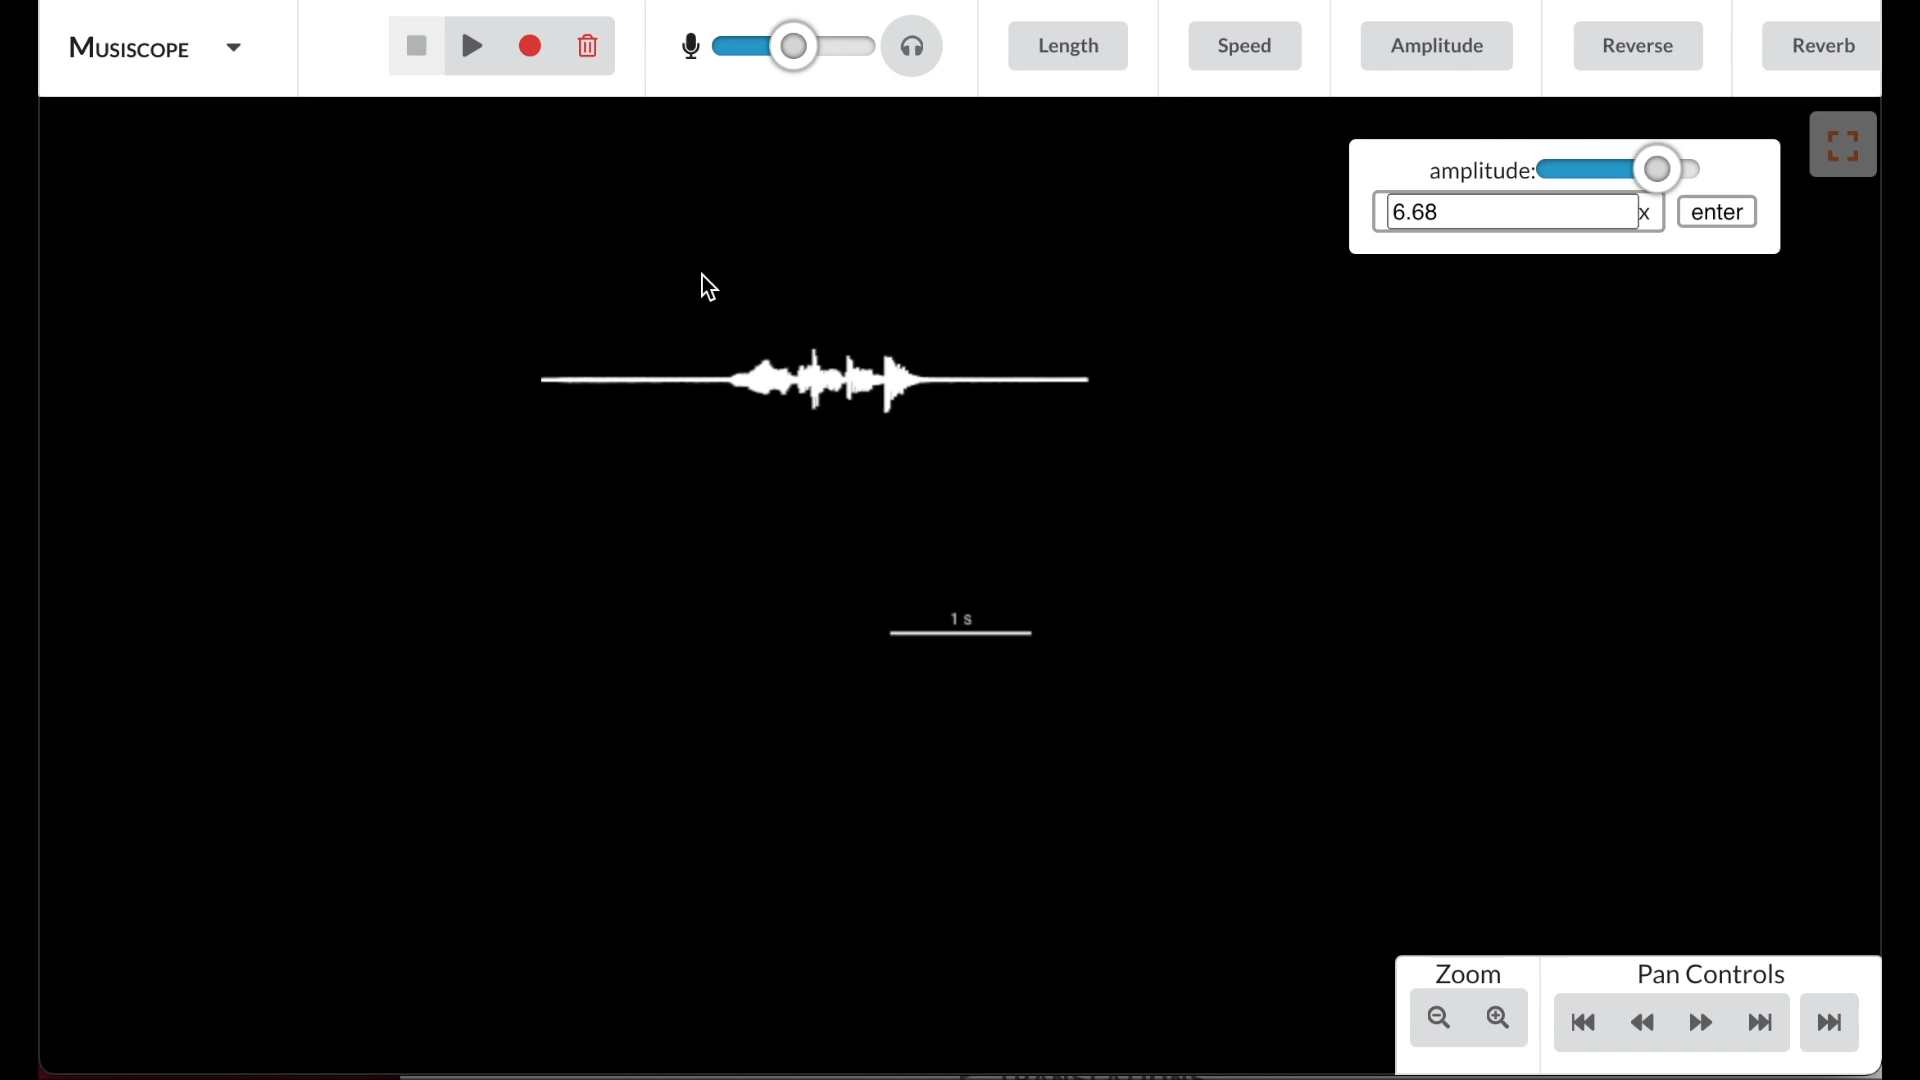 Musiscope
Length
Speed
Amplitude
Reverse
Reverb
amplitude:
6.68
x
enter
1 s
Zoom
Pan Controls